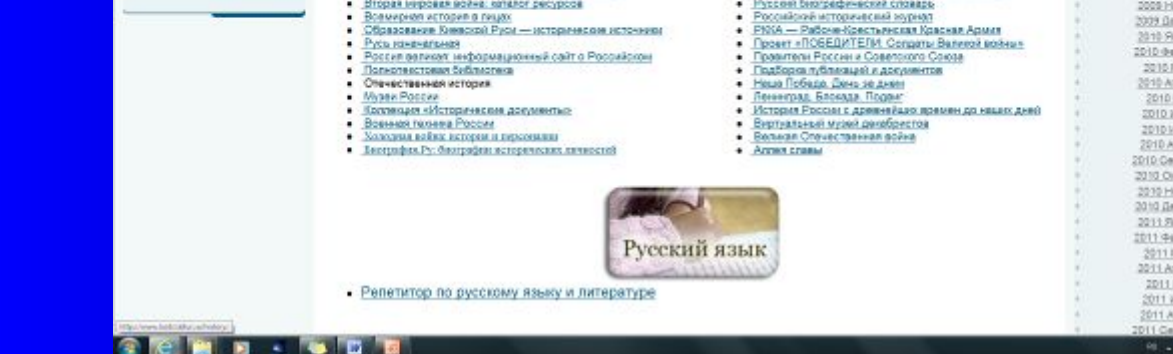 Вторая мировая война: каталог ресурсов
Всемирная история в лицах
Образование Киевской Руси — исторические источники
Русь изначальная
Россия великая: информационный сайт о Российском
Полнотекстовая библиотека
Отечественная история
Музеи России
Коллекция «Исторические документы»
Военная техника России
Холодная война: история и персоналии
Биография.Ру: биографии исторических личностей
Русский биографический словарь
Российский исторический журнал
РККА — Рабоче-Крестьянская Красная Армия
Проект «ПОБЕДИТЕЛИ: Солдаты Великой войны»
Правители России и Советского Союза
Подборка публикаций и документов
Наша Победа. День за днем
Ленинград. Блокада. Подвиг
История России с древнейших времен до наших дней
Виртуальный музей декабристов
Великая Отечественная война
Аллея славы
Русский язык
Репетитор по русскому языку и литературе